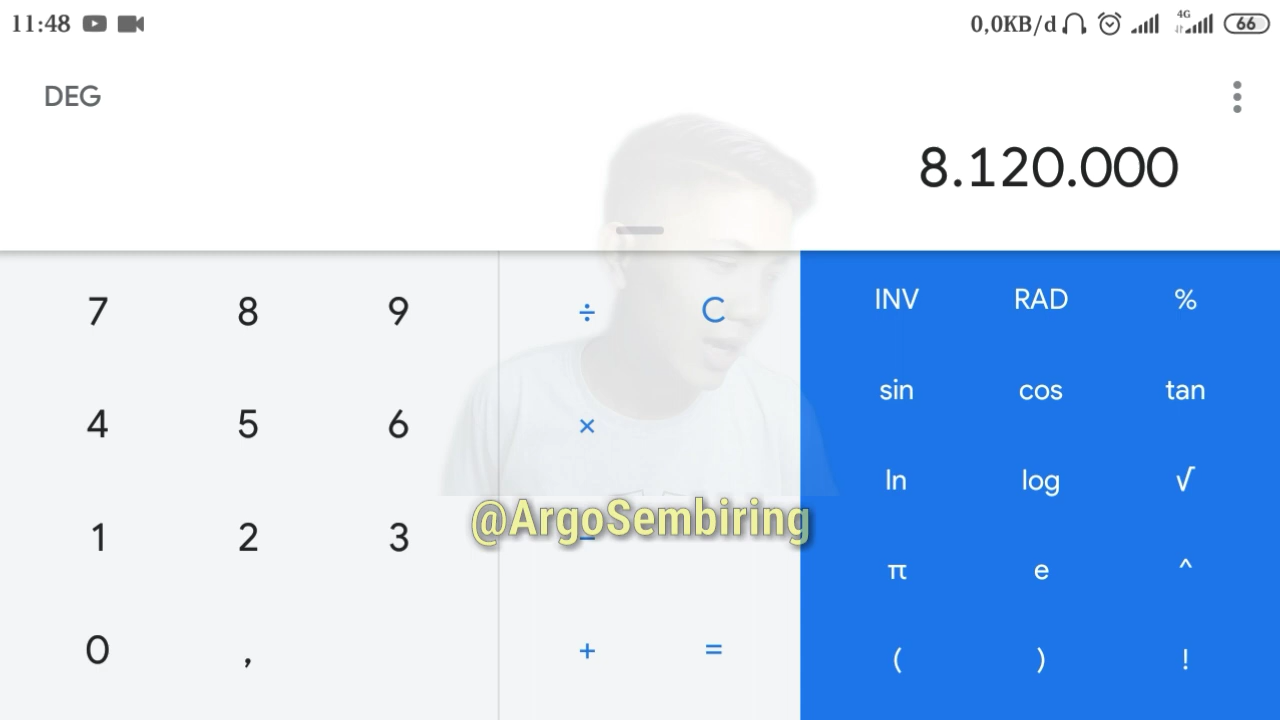 11:48 0,0KB/d 4G 66
DEG
8.120.000
7 8 9 ÷ C INV RAD %
4 5 6 × sin cos tan
ln log √
@ArgoSembiring
1 2 3 − π e ^
0 , + = ( ) !